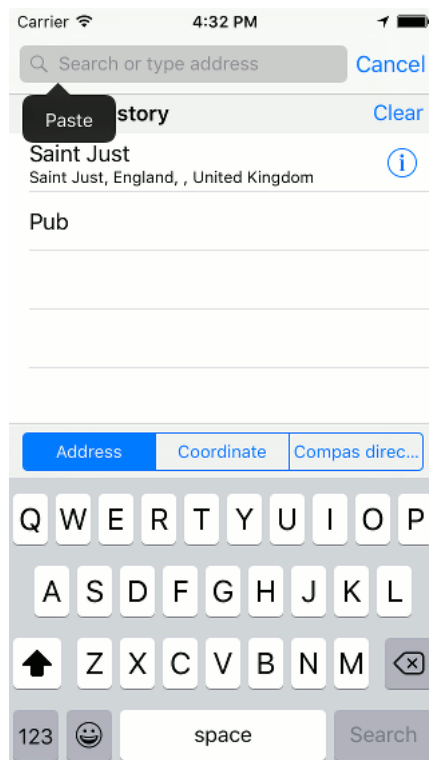 Carrier 4:32 PM
Search or type address Cancel
Paste
story Clear
Saint Just
Saint Just, England, , United Kingdom
i
Pub
Address Coordinate Compas direc...
Q W E R T Y U I O P
A S D F G H J K L
Z X C V B N M
123 space Search